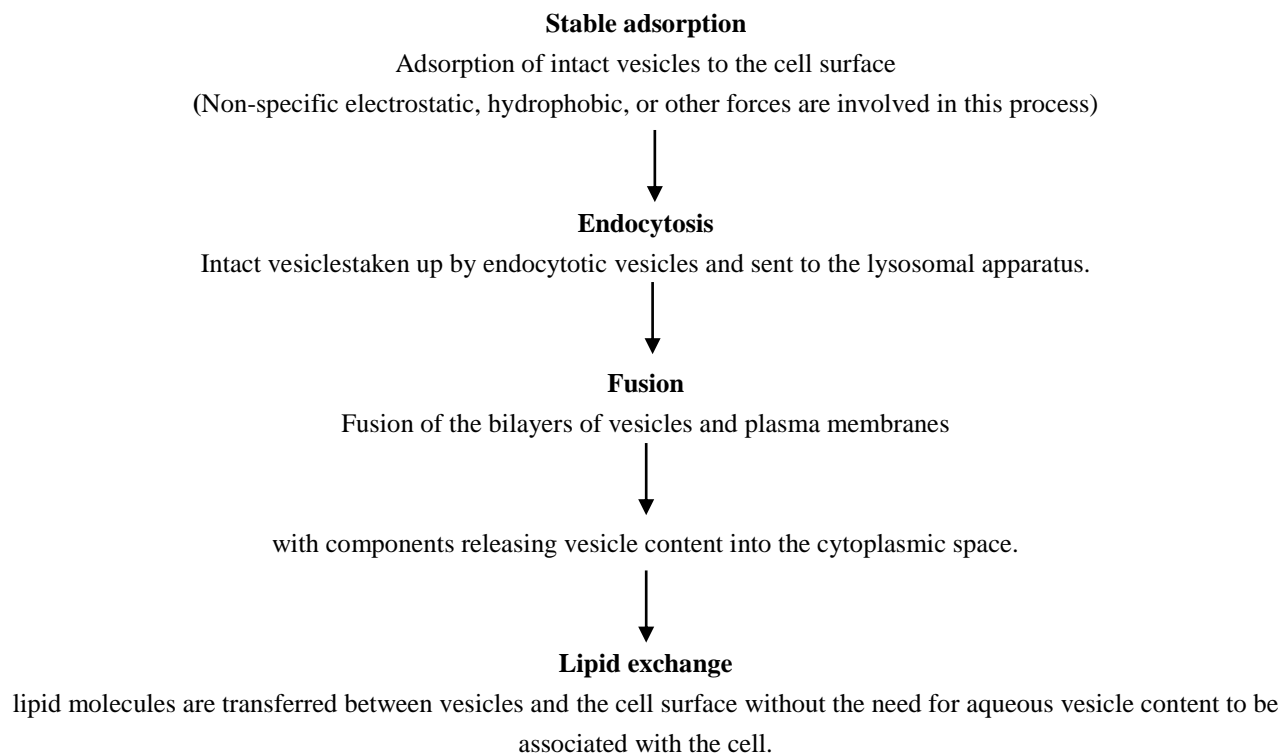 Stable adsorption
Adsorption of intact vesicles to the cell surface
(Non-specific electrostatic, hydrophobic, or other forces are involved in this process)
Endocytosis
Intact vesiclestaken up by endocytotic vesicles and sent to the lysosomal apparatus.
Fusion
Fusion of the bilayers of vesicles and plasma membranes
with components releasing vesicle content into the cytoplasmic space.
Lipid exchange
lipid molecules are transferred between vesicles and the cell surface without the need for aqueous vesicle content to be
associated with the cell.